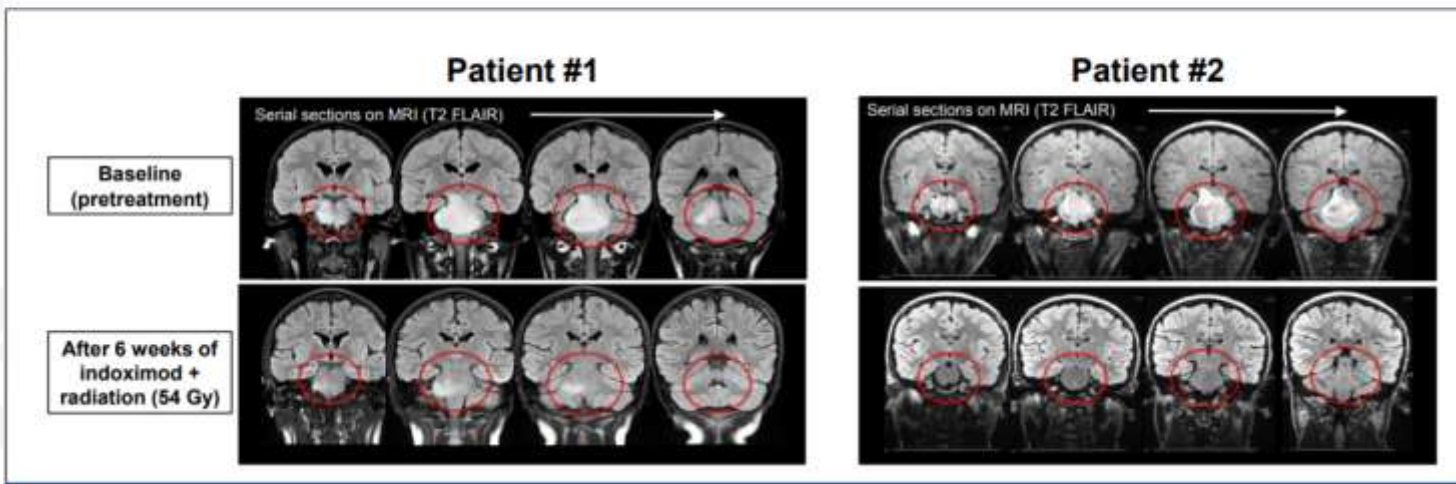 Patient #1
Patient #2
Serial sections on MRI (T2 FLAIR)
Serial sections on MRI (T2 FLAIR)
Baseline
(pretreatment)
After 6 weeks of
indoximod +
radiation (54 Gy)